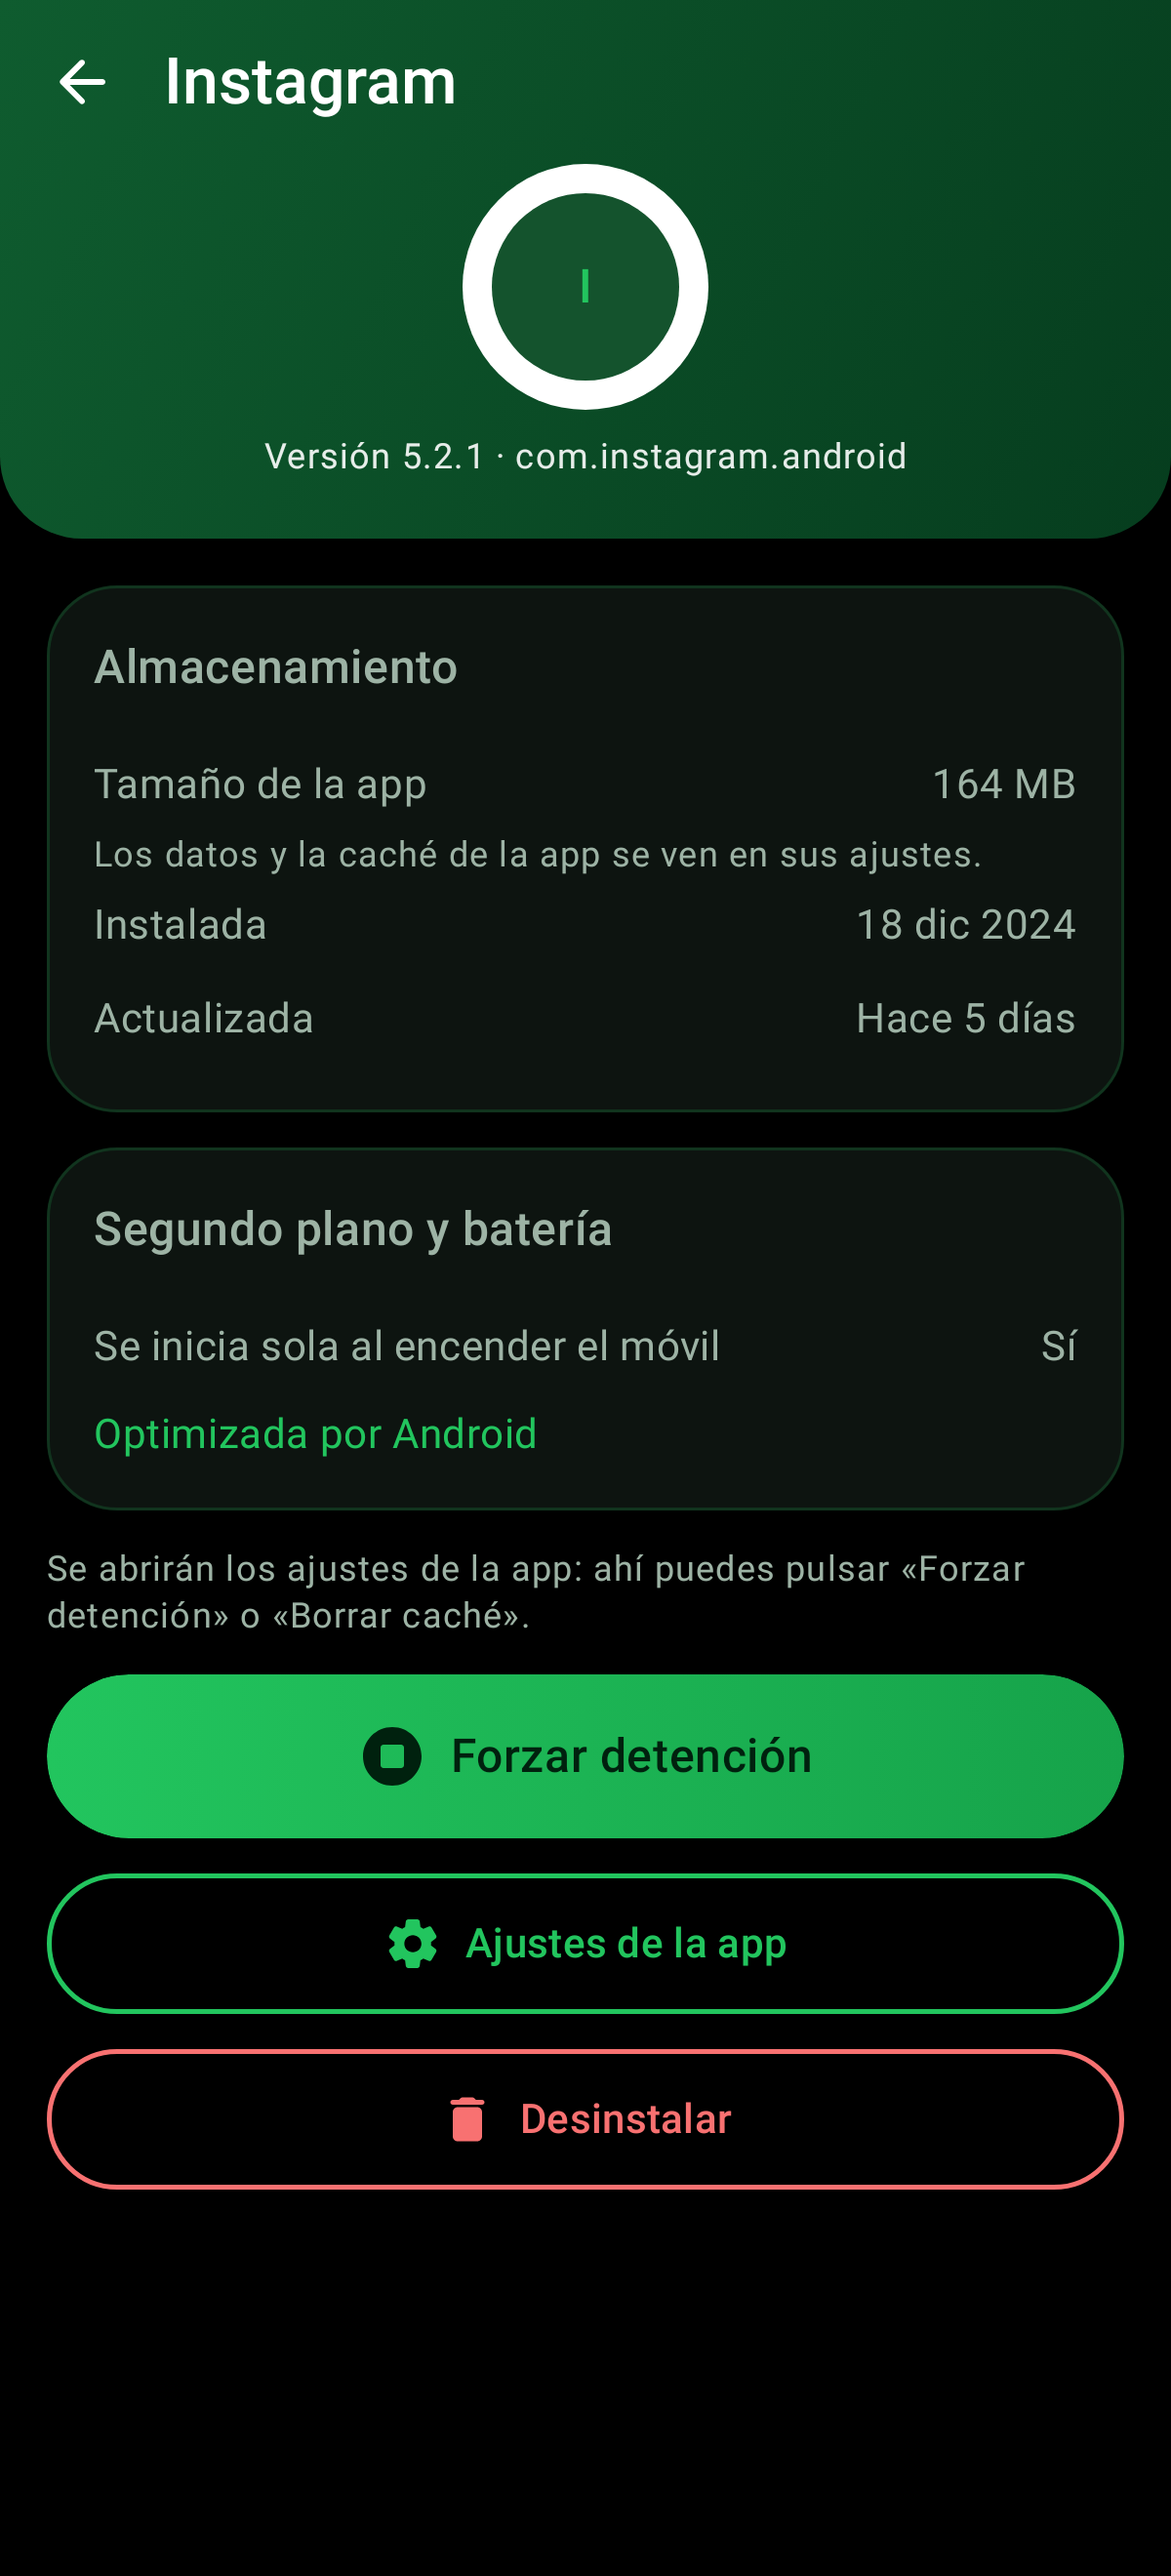 Instagram
I
Versión 5.2.1 · com.instagram.android
Almacenamiento
Tamaño de la app 164 MB
Los datos y la caché de la app se ven en sus ajustes.
Instalada 18 dic 2024
Actualizada Hace 5 días
Segundo plano y batería
Se inicia sola al encender el móvil Sí
Optimizada por Android
Se abrirán los ajustes de la app: ahí puedes pulsar «Forzar
detención» o «Borrar caché».
Forzar detención
Ajustes de la app
Desinstalar